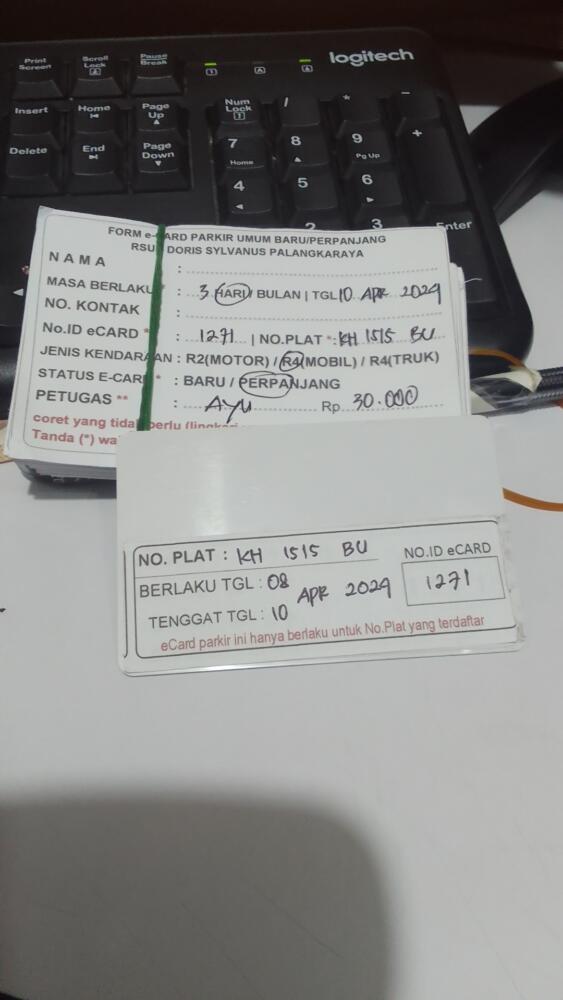 Print Screen
Scroll Lock
Pause Break
logitech
Insert
Home
Page Up
Num Lock
/
*
-
Delete
End
Page Down
7 Home
8
9 Pg Up
+
4
5
6
2
3
Enter
FORM e-CARD PARKIR UMUM BARU/PERPANJANG
RSU DORIS SYLVANUS PALANGKARAYA
N A M A :
MASA BERLAKU : 3 HARI / BULAN | TGL 10 APR 2024
NO. KONTAK :
No.ID eCARD * : 1271 | NO.PLAT *: KH 1515 BU
JENIS KENDARAAN : R2(MOTOR) / R4(MOBIL) / R4(TRUK)
STATUS E-CARD * : BARU / PERPANJANG
PETUGAS ** : AYU Rp. 30.000
coret yang tidak perlu
Tanda (*)
NO. PLAT : KH 1515 BU
NO.ID eCARD
BERLAKU TGL : 08 APR 2024
1271
TENGGAT TGL : 10
eCard parkir ini hanya berlaku untuk No.Plat yang terdaftar